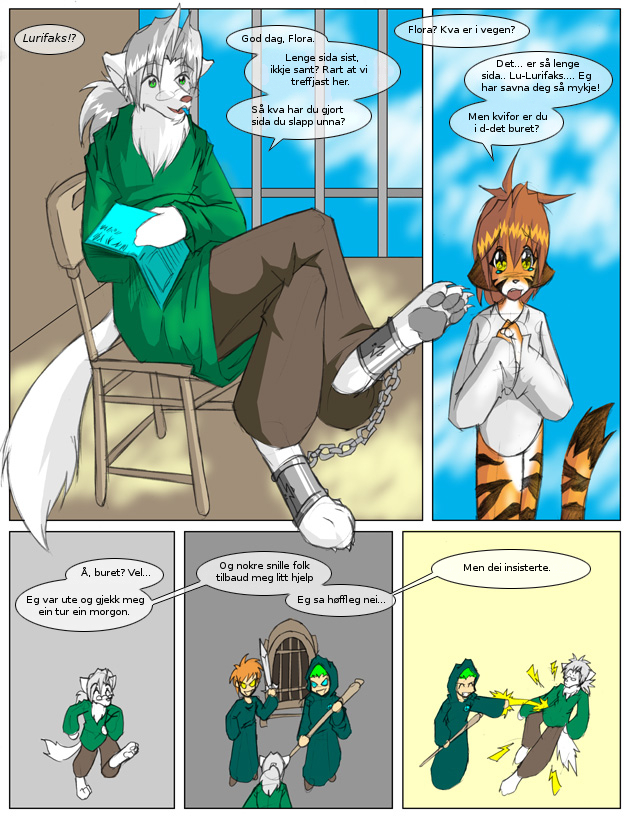 Lurifaks!?
God dag, Flora.
Lenge sida sist,
ikkje sant? Rart at vi
treffjast her.
Så kva har du gjort
sida du slapp unna?
Flora? Kva er i vegen?
Det... er så lenge
sida.. Lu-Lurifaks.... Eg
har savna deg så mykje!
Men kvifor er du
i d-det buret?
Å, buret? Vel...
Eg var ute og gjekk meg
ein tur ein morgon.
Og nokre snille folk
tilbaud meg litt hjelp
Eg sa høffleg nei...
Men dei insisterte.